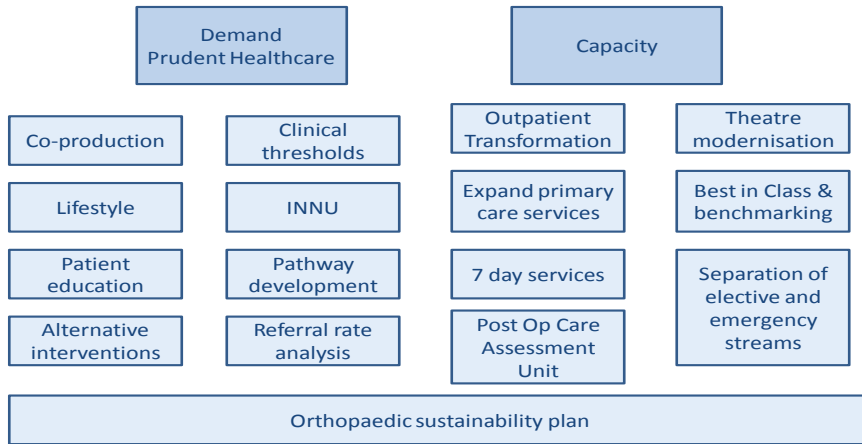 Demand
Prudent Healthcare
Capacity
Co-production
Clinical
thresholds
Outpatient
Transformation
Theatre
modernisation
Lifestyle
INNU
Expand primary
care services
Best in Class &
benchmarking
Patient
education
Pathway
development
7 day services
Separation of
elective and
emergency
streams
Alternative
interventions
Referral rate
analysis
Post Op Care
Assessment
Unit
Orthopaedic sustainability plan